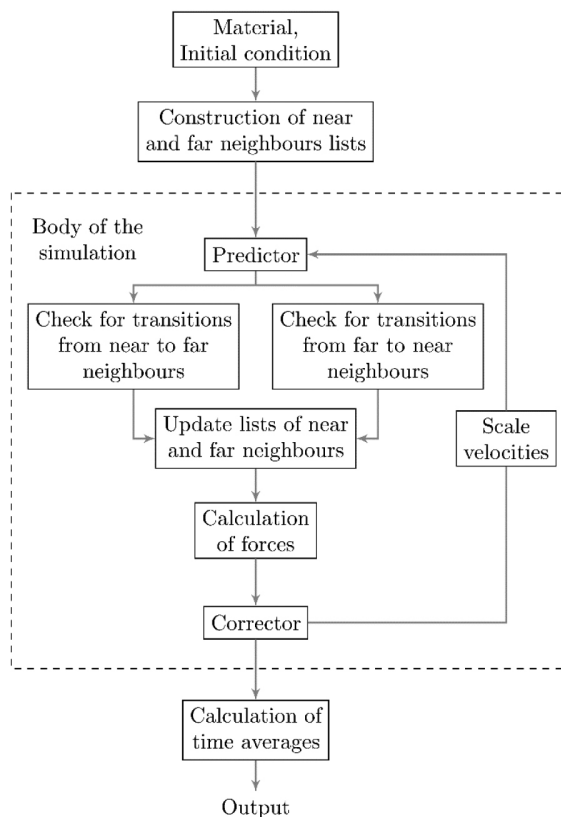 Material,
Initial condition
Construction of near
and far neighbours lists
Body of the
simulation
Predictor
Check for transitions
from near to far
neighbours
Check for transitions
from far to near
neighbours
Update lists of near
and far neighbours
Scale
velocities
Calculation
of forces
Corrector
Calculation of
time averages
Output